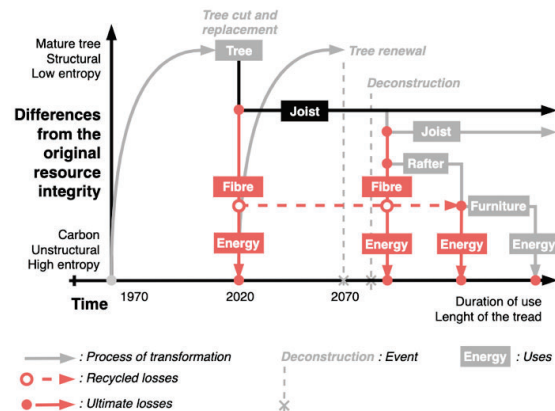 Tree cut and
replacement
Mature tree
Structural
Low entropy
Tree
Tree renewal
Deconstruction
Differences
from the
original
resource
integrity
Joist
Joist
Rafter
Fibre
Fibre
Furniture
Carbon
Unstructural
High entropy
Energy
Energy
Energy
Energy
Time
1970
2020
2070
Duration of use
Lenght of the tread
: Process of transformation
Deconstruction : Event
Energy : Uses
: Recycled losses
: Ultimate losses